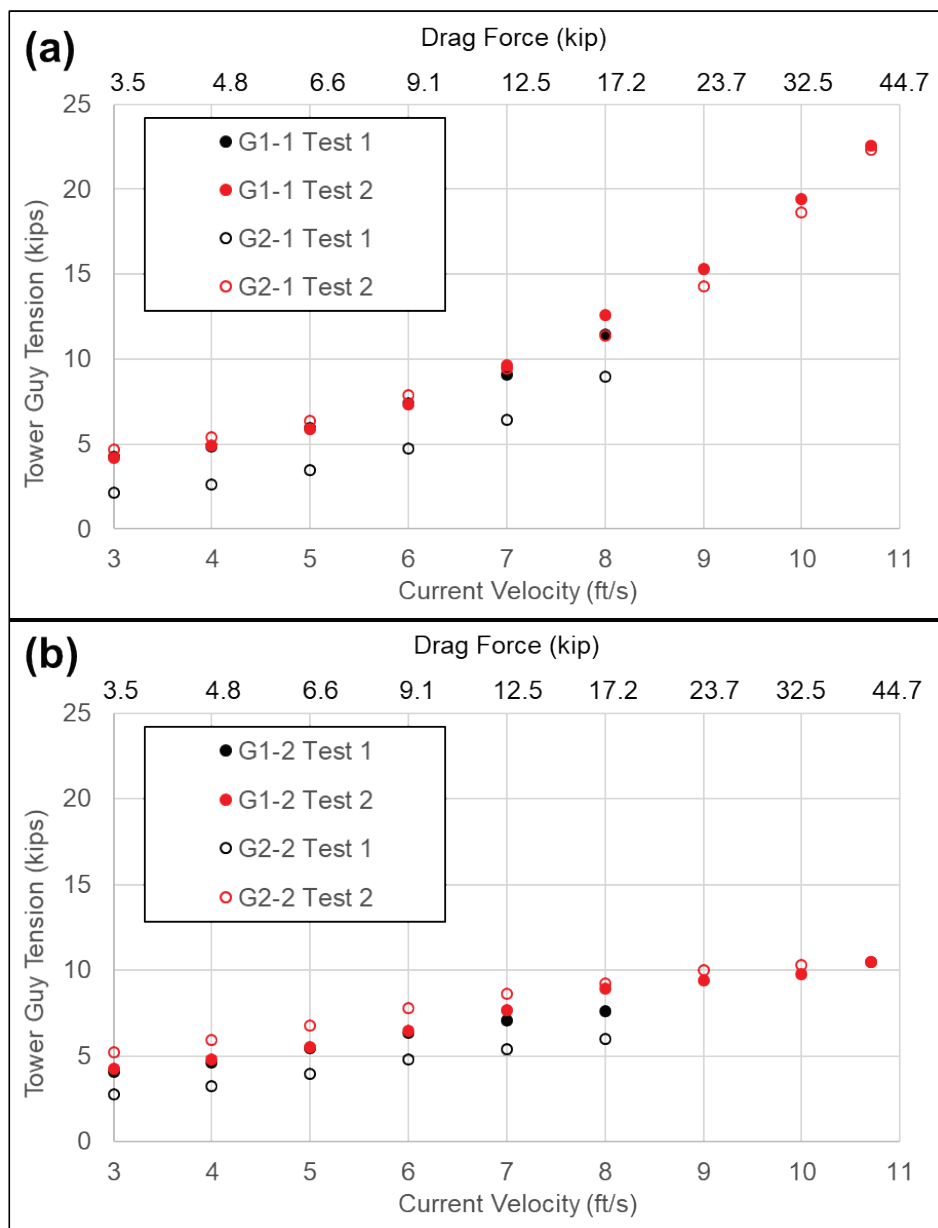 (a)
Drag Force (kip)
3.5 4.8 6.6 9.1 12.5 17.2 23.7 32.5 44.7
25
20
15
10
5
0
Tower Guy Tension (kips)
G1-1 Test 1
G1-1 Test 2
G2-1 Test 1
G2-1 Test 2
3 4 5 6 7 8 9 10 11
Current Velocity (ft/s)
(b)
Drag Force (kip)
3.5 4.8 6.6 9.1 12.5 17.2 23.7 32.5 44.7
25
20
15
10
5
0
Tower Guy Tension (kips)
G1-2 Test 1
G1-2 Test 2
G2-2 Test 1
G2-2 Test 2
3 4 5 6 7 8 9 10 11
Current Velocity (ft/s)